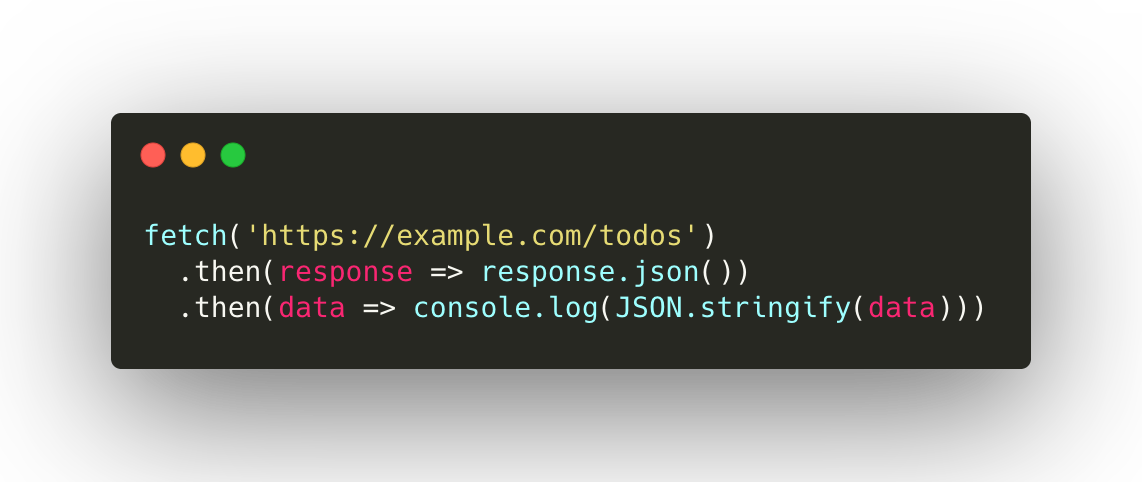 fetch('https://example.com/todos')
  .then(response => response.json())
  .then(data => console.log(JSON.stringify(data)))